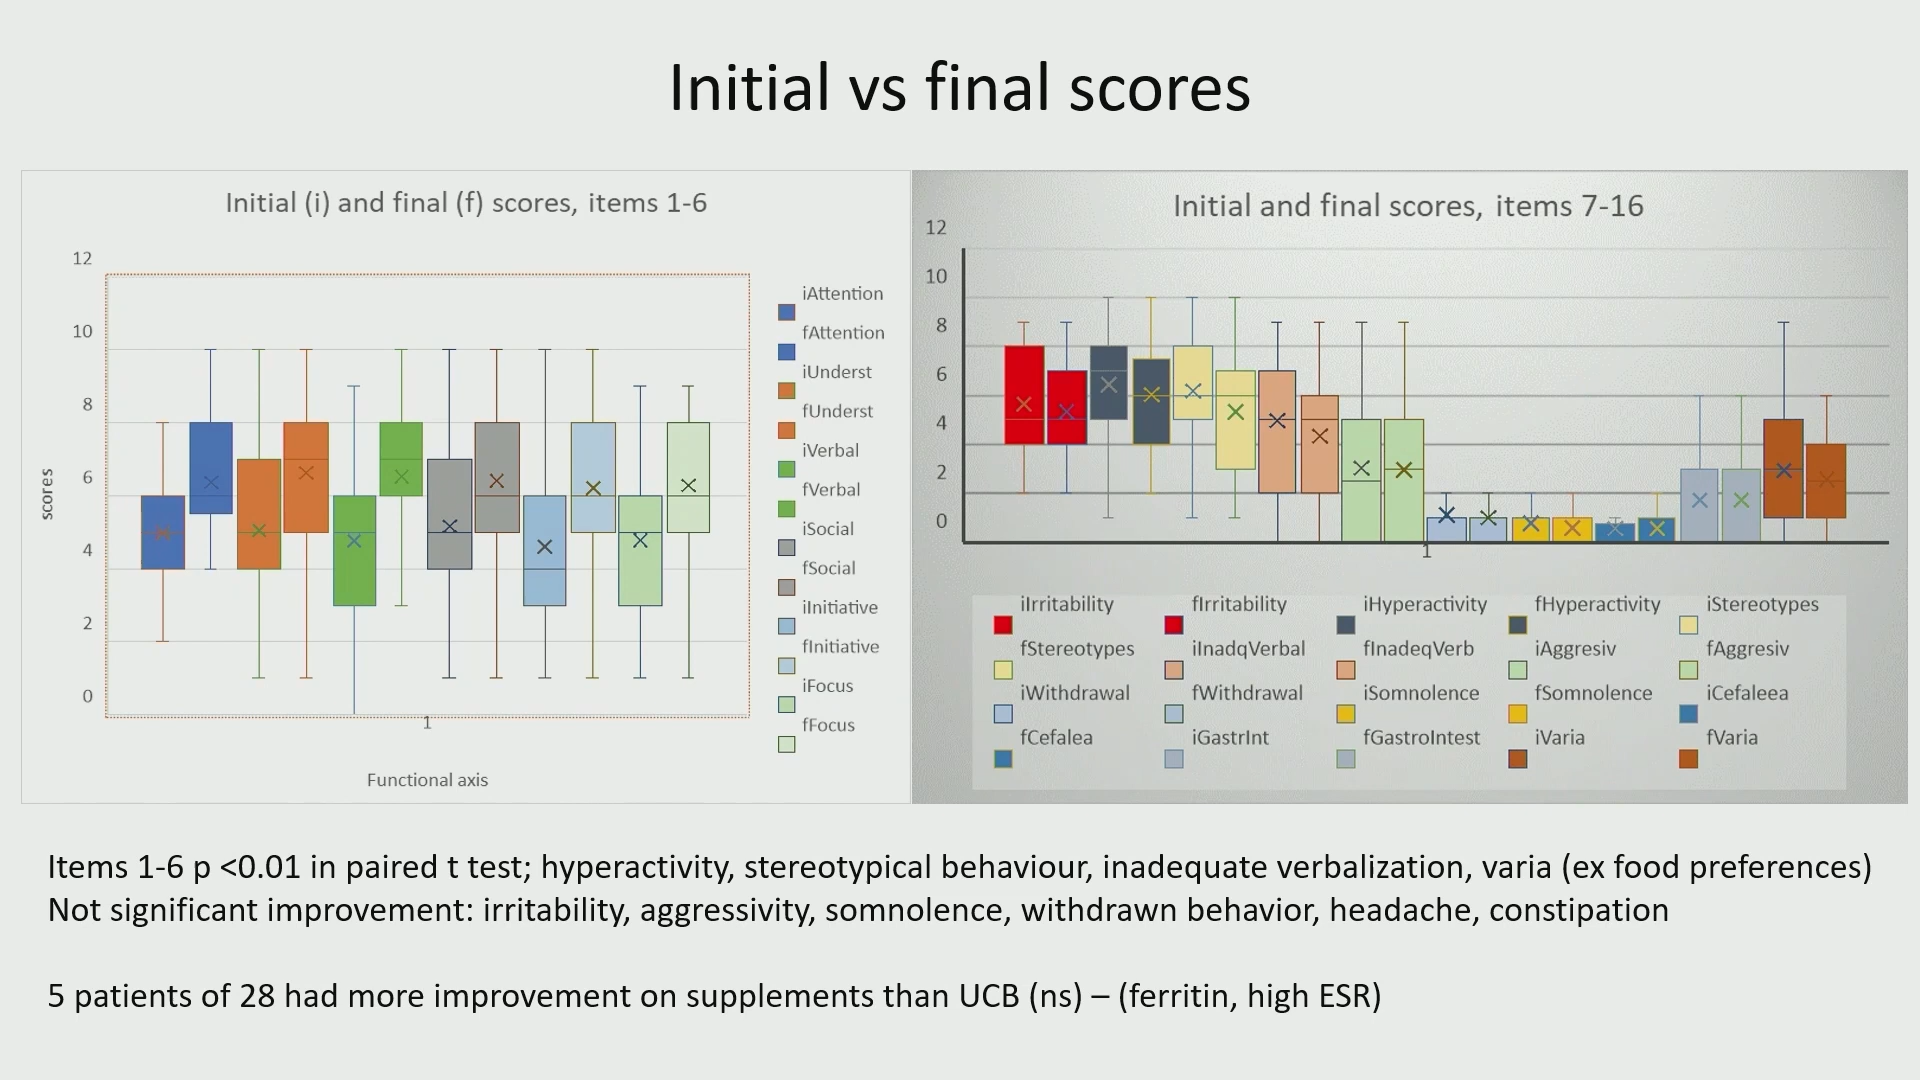 Initial vs final scores
Initial (i) and final (f) scores, items 1-6
12
10
8
6
4
2
0
scores
1
Functional axis
iAttention
fAttention
iUnderst
fUnderst
iVerbal
fVerbal
iSocial
fSocial
iInitiative
fInitiative
iFocus
fFocus
Initial and final scores, items 7-16
12
10
8
6
4
2
0
1
iIrritability fIrritability iHyperactivity fHyperactivity iStereotypes
fStereotypes iInadqVerbal fInadeqVerb iAggresiv fAggresiv
iWithdrawal fWithdrawal iSomnolence fSomnolence iCefaleea
fCefalea iGastrInt fGastroIntest iVaria fVaria
Items 1-6 p <0.01 in paired t test; hyperactivity, stereotypical behaviour, inadequate verbalization, varia (ex food preferences)
Not significant improvement: irritability, aggressivity, somnolence, withdrawn behavior, headache, constipation
5 patients of 28 had more improvement on supplements than UCB (ns) – (ferritin, high ESR)